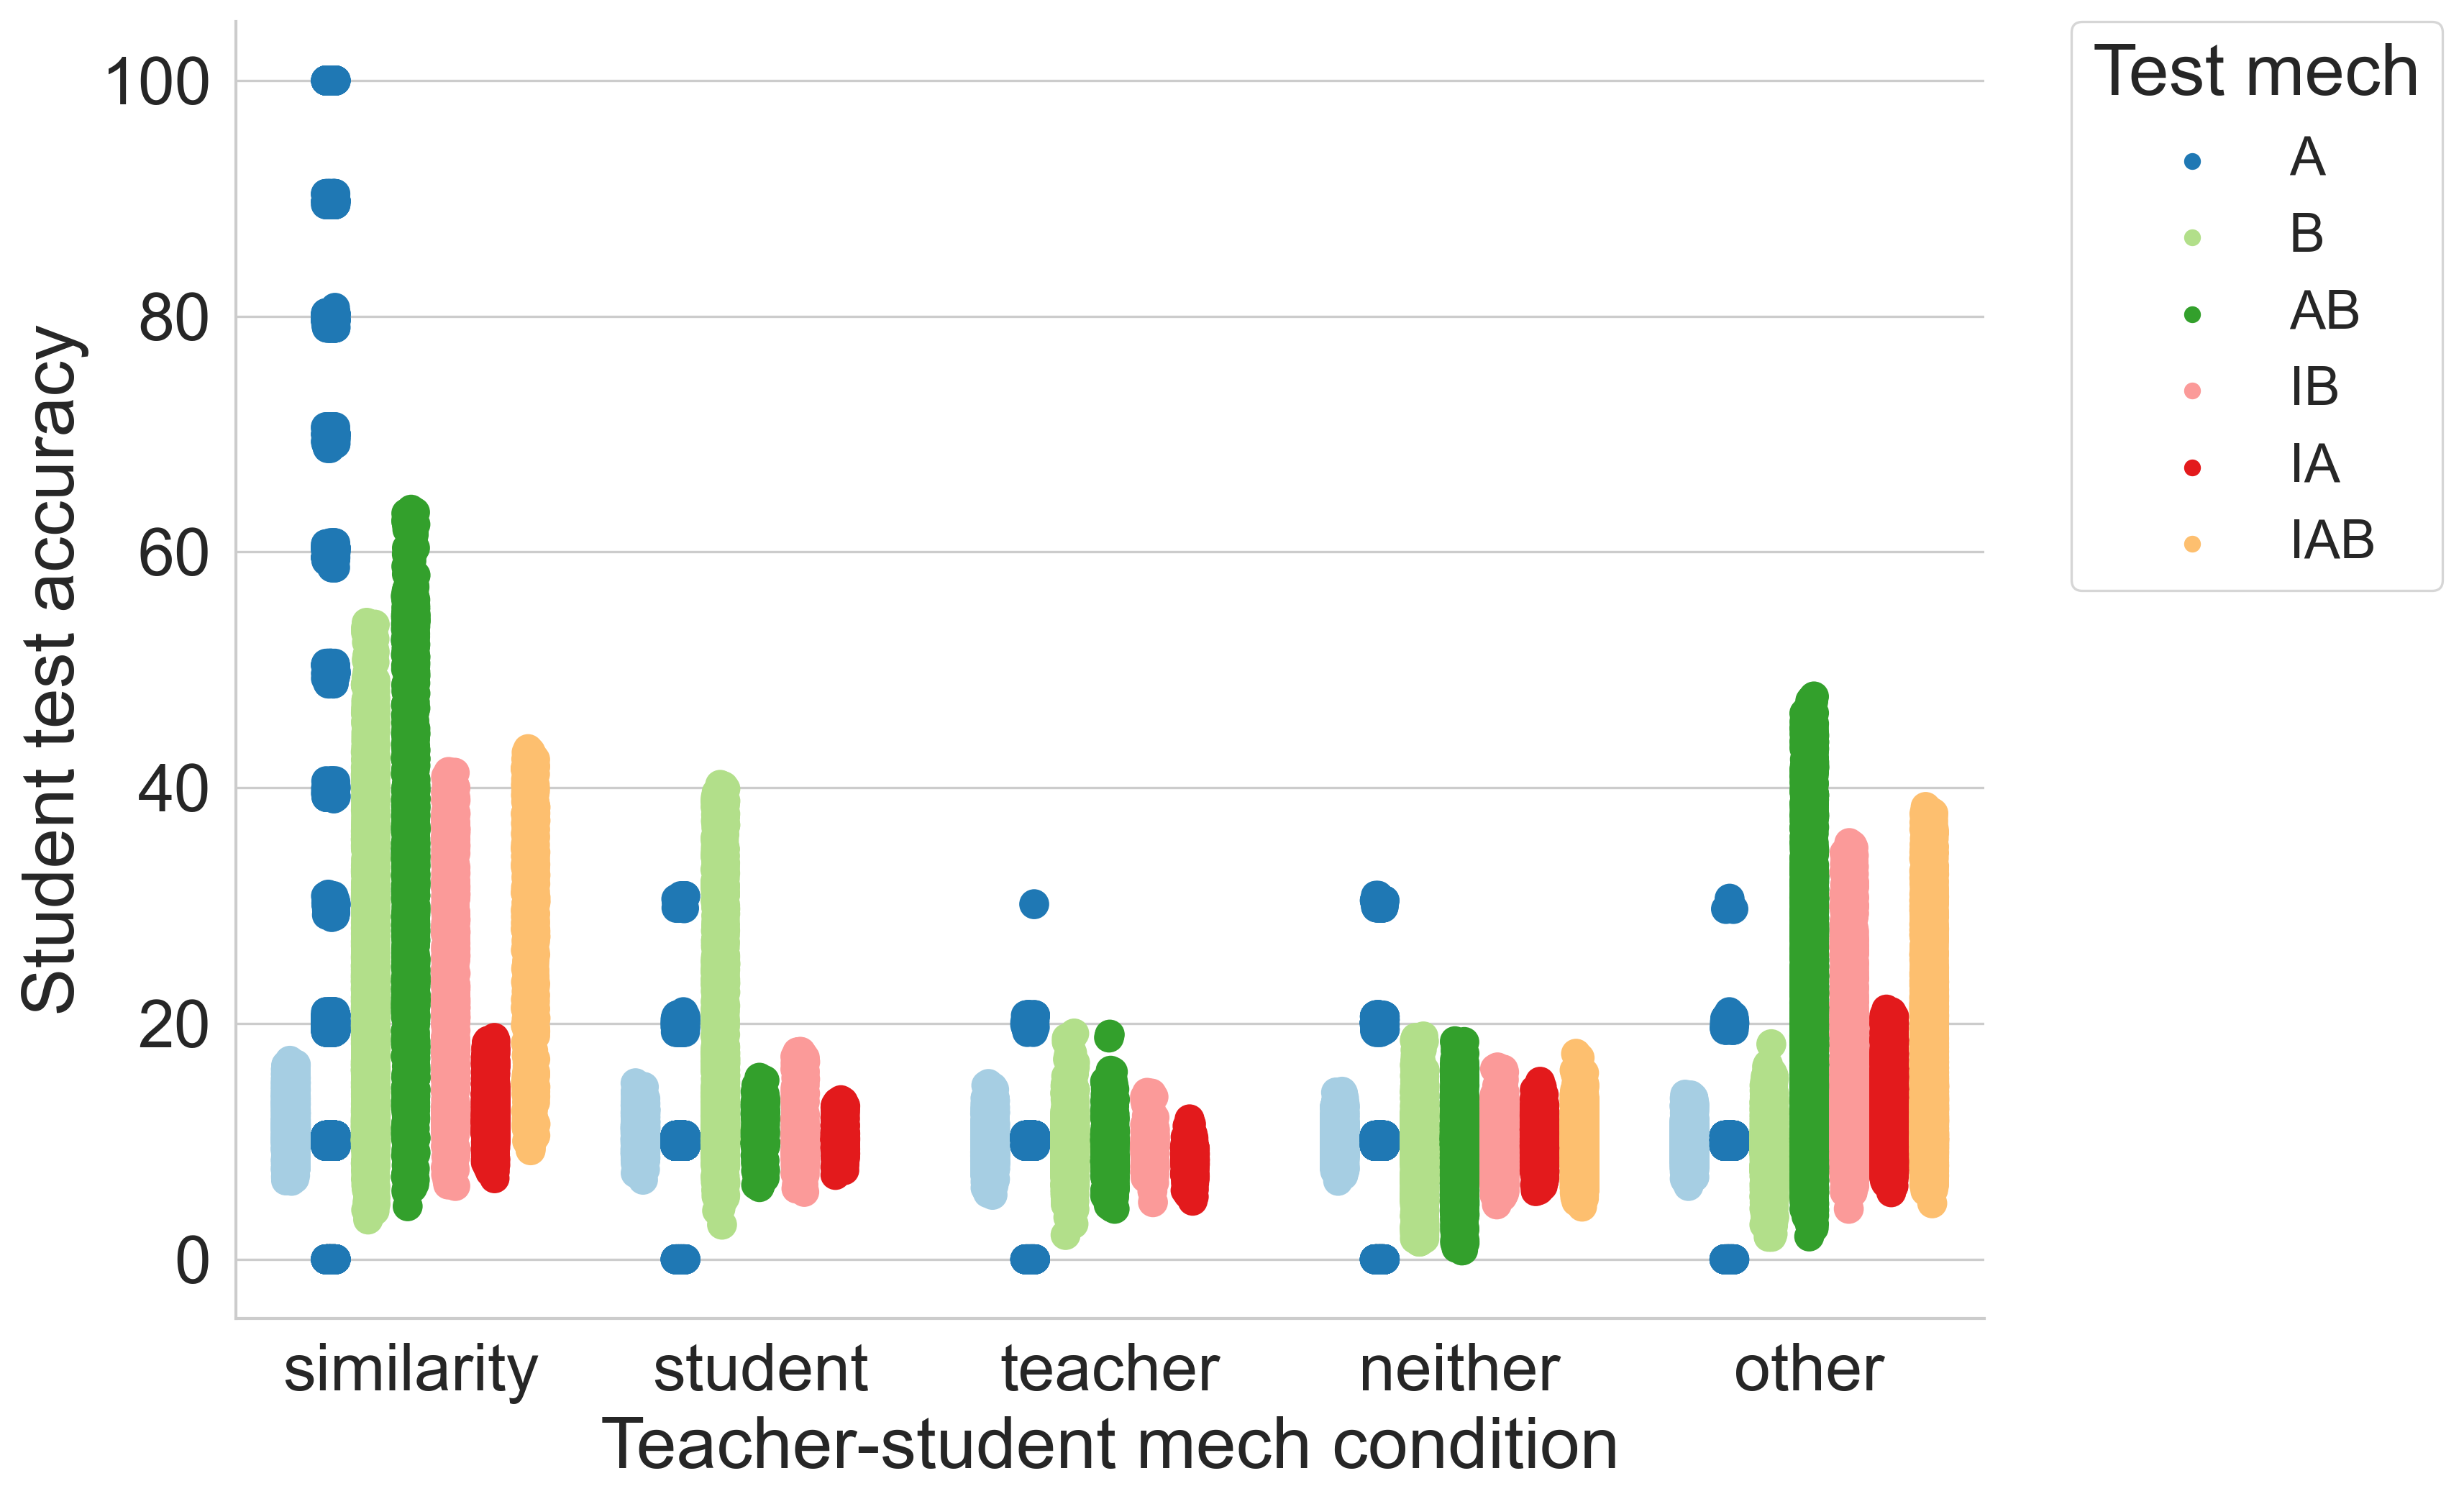 Student test accuracy
100
80
60
40
20
0
similarity student teacher neither other
Teacher-student mech condition
Test mech
A
B
AB
IB
IA
IAB